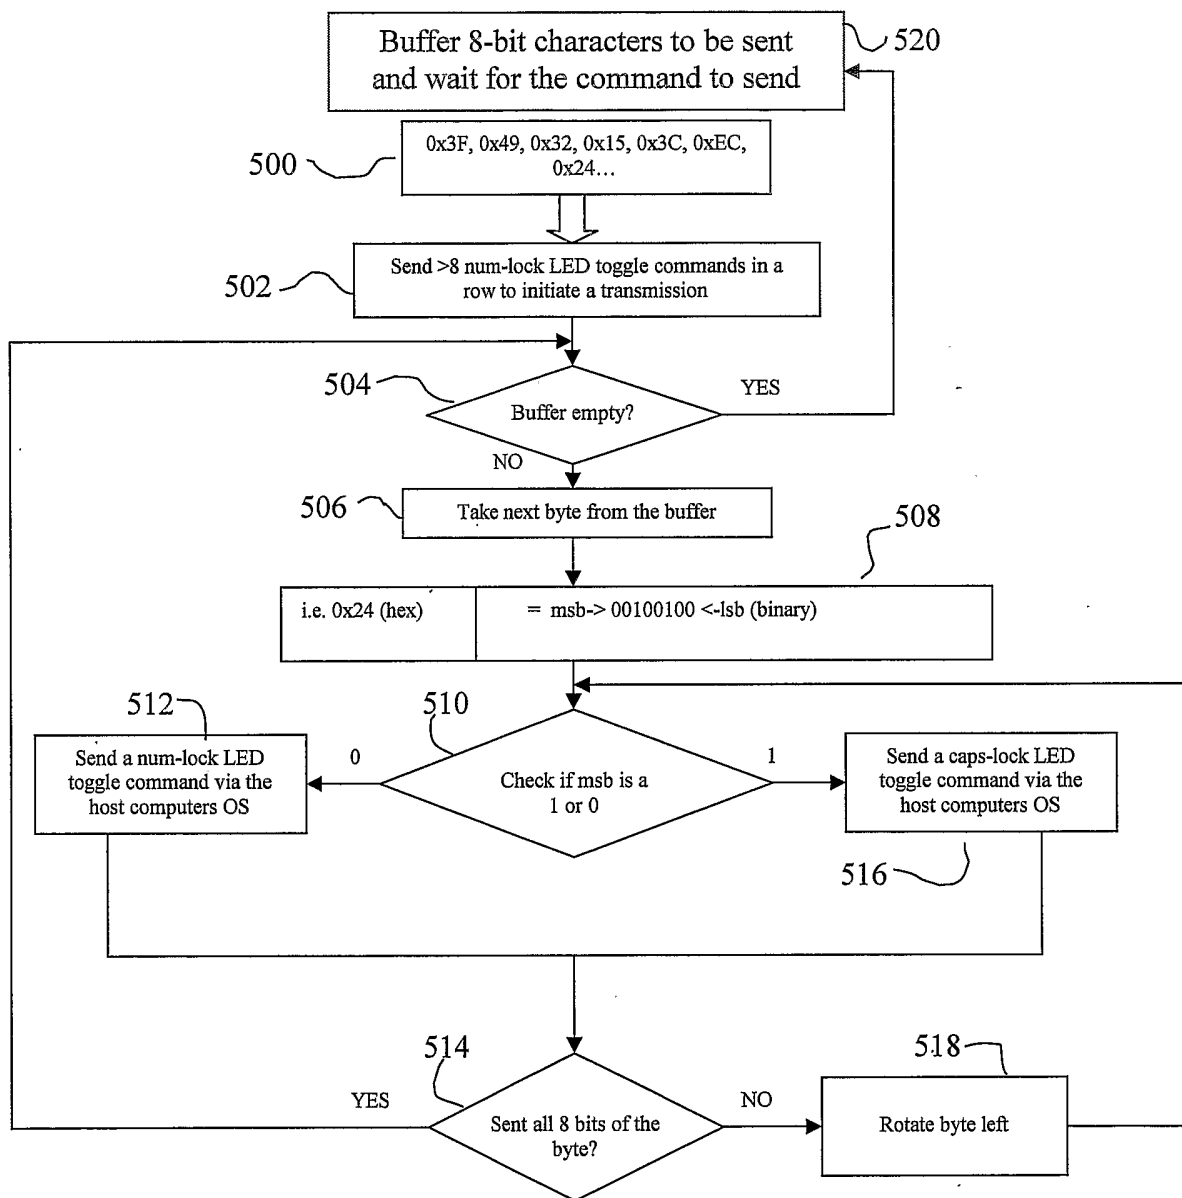 Buffer 8-bit characters to be sent
and wait for the command to send
520
0x3F, 0x49, 0x32, 0x15, 0x3C, 0xEC,
0x24...
500
Send >8 num-lock LED toggle commands in a
row to initiate a transmission
502
504
YES
Buffer empty?
NO
506
Take next byte from the buffer
508
i.e. 0x24 (hex)
= msb-> 00100100 <-lsb (binary)
512
510
Send a num-lock LED
toggle command via the
host computers OS
0
Check if msb is a
1 or 0
1
Send a caps-lock LED
toggle command via the
host computers OS
516
514
518
YES
Sent all 8 bits of the
byte?
NO
Rotate byte left